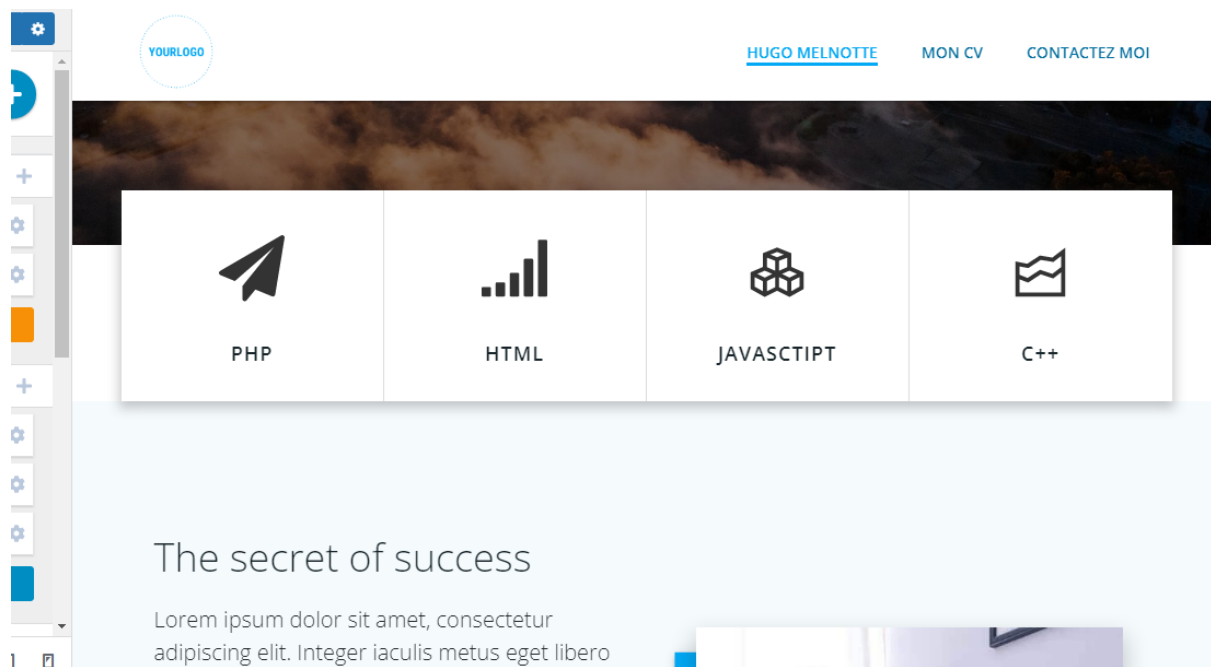 YOURLOGO
HUGO MELNOTTE MON CV CONTACTEZ MOI
PHP HTML JAVASCTIPT C++
The secret of success
Lorem ipsum dolor sit amet, consectetur
adipiscing elit. Integer iaculis metus eget libero